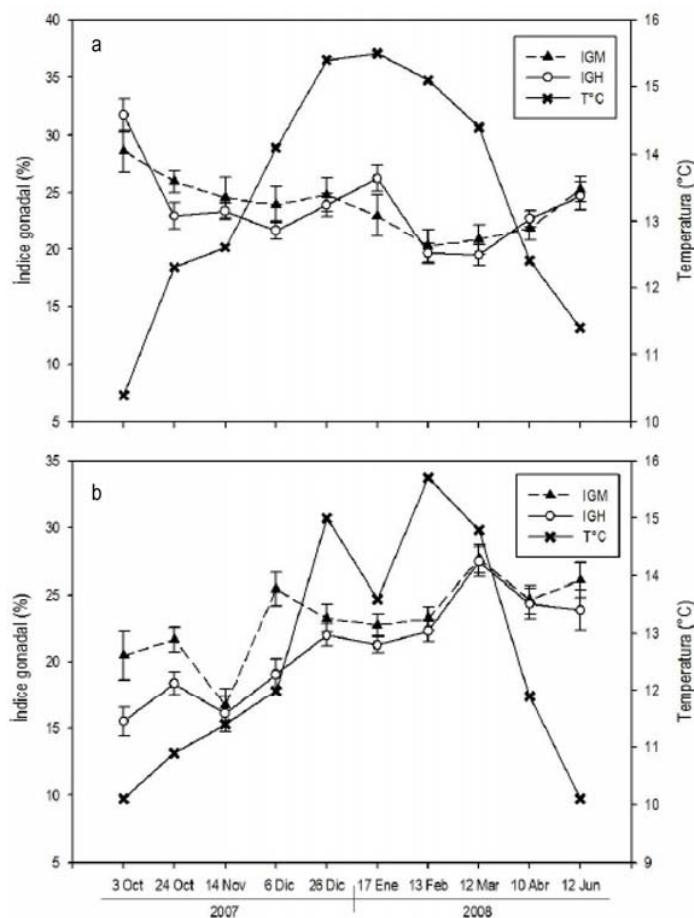 a
Índice gonadal (%)
40
35
30
25
20
15
10
5
IGM
IGH
T°C
16
15
14
13
12
11
10
Temperatura (°C)
b
Índice gonadal (%)
35
30
25
20
15
10
5
IGM
IGH
T°C
16
15
14
13
12
11
10
9
Temperatura (°C)
3 Oct 24 Oct 14 Nov 6 Dic 26 Dic 17 Ene 13 Feb 12 Mar 10 Abr 12 Jun
2007 2008